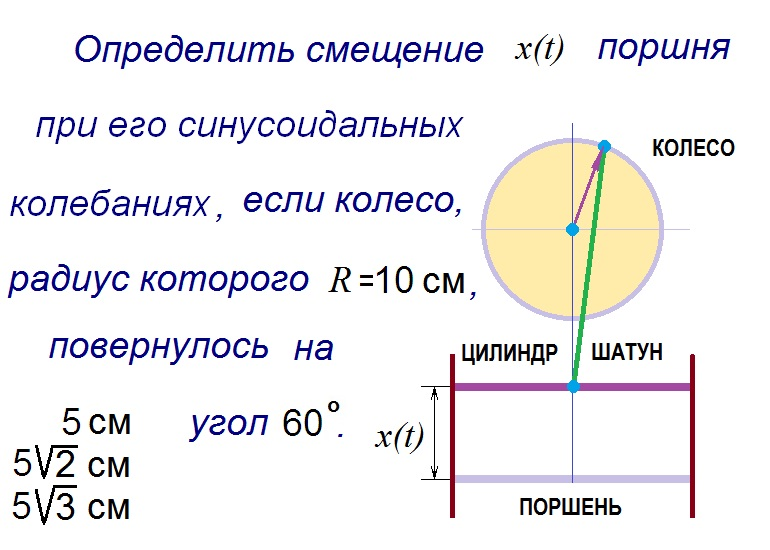 Определить смещение x(t) поршня
при его синусоидальных
КОЛЕСО
колебаниях, если колесо,
радиус которого R =10 см,
повернулось на
ЦИЛИНДР ШАТУН
5 см
угол 60°.
x(t)
5√2 см
5√3 см
ПОРШЕНЬ